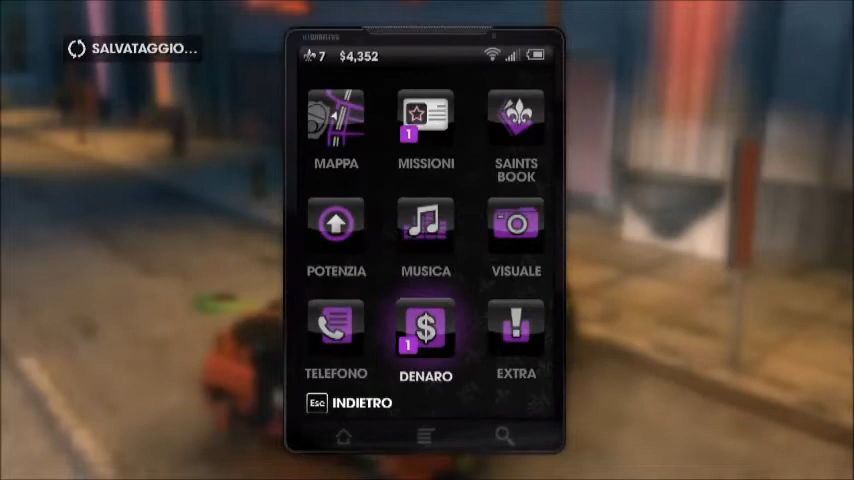 SALVATAGGIO...
7 $4,352
MAPPA
MISSIONI
SAINTS
BOOK
1
POTENZIA
MUSICA
VISUALE
TELEFONO
DENARO
EXTRA
1
Esc INDIETRO